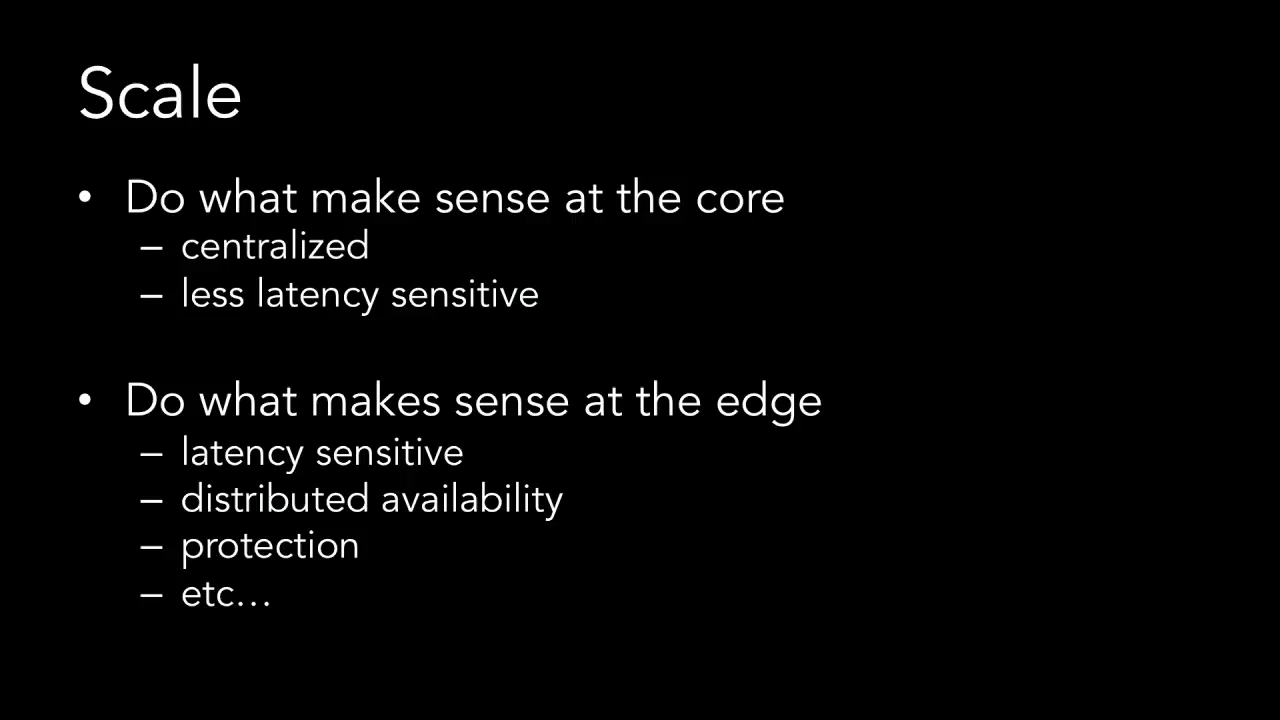 Scale
• Do what make sense at the core
– centralized
– less latency sensitive
• Do what makes sense at the edge
– latency sensitive
– distributed availability
– protection
– etc…